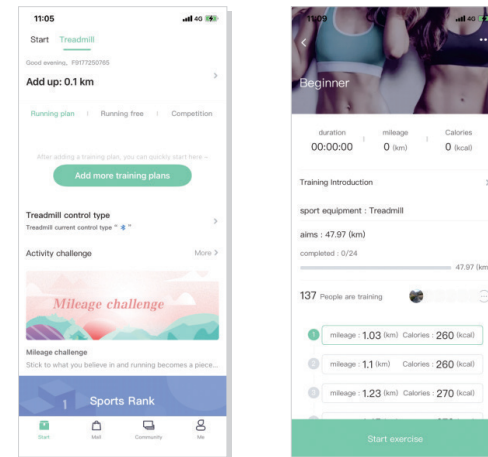 11:05
4G
Start Treadmill
Good evening, F9177250765
Add up: 0.1 km
Running plan Running free Competition
After adding a training plan, you can quickly start here ~
Add more training plans
Treadmill control type
Treadmill current control type " "
Activity challenge More >
Mileage challenge
Mileage challenge
Stick to what you believe in and running becomes a piece...
1 Sports Rank
Start Mall Community Me
11:09
4G
Beginner
duration mileage Calories
00:00:00 0 (km) 0 (kcal)
Training Introduction
sport equipment : Treadmill
aims : 47.97 (km)
completed : 0/24
47.97 (km
137 People are training
1 mileage : 1.03 (km) Calories : 260 (kcal)
2 mileage : 1.1 (km) Calories : 260 (kcal)
3 mileage : 1.23 (km) Calories : 270 (kcal)
Start exercise